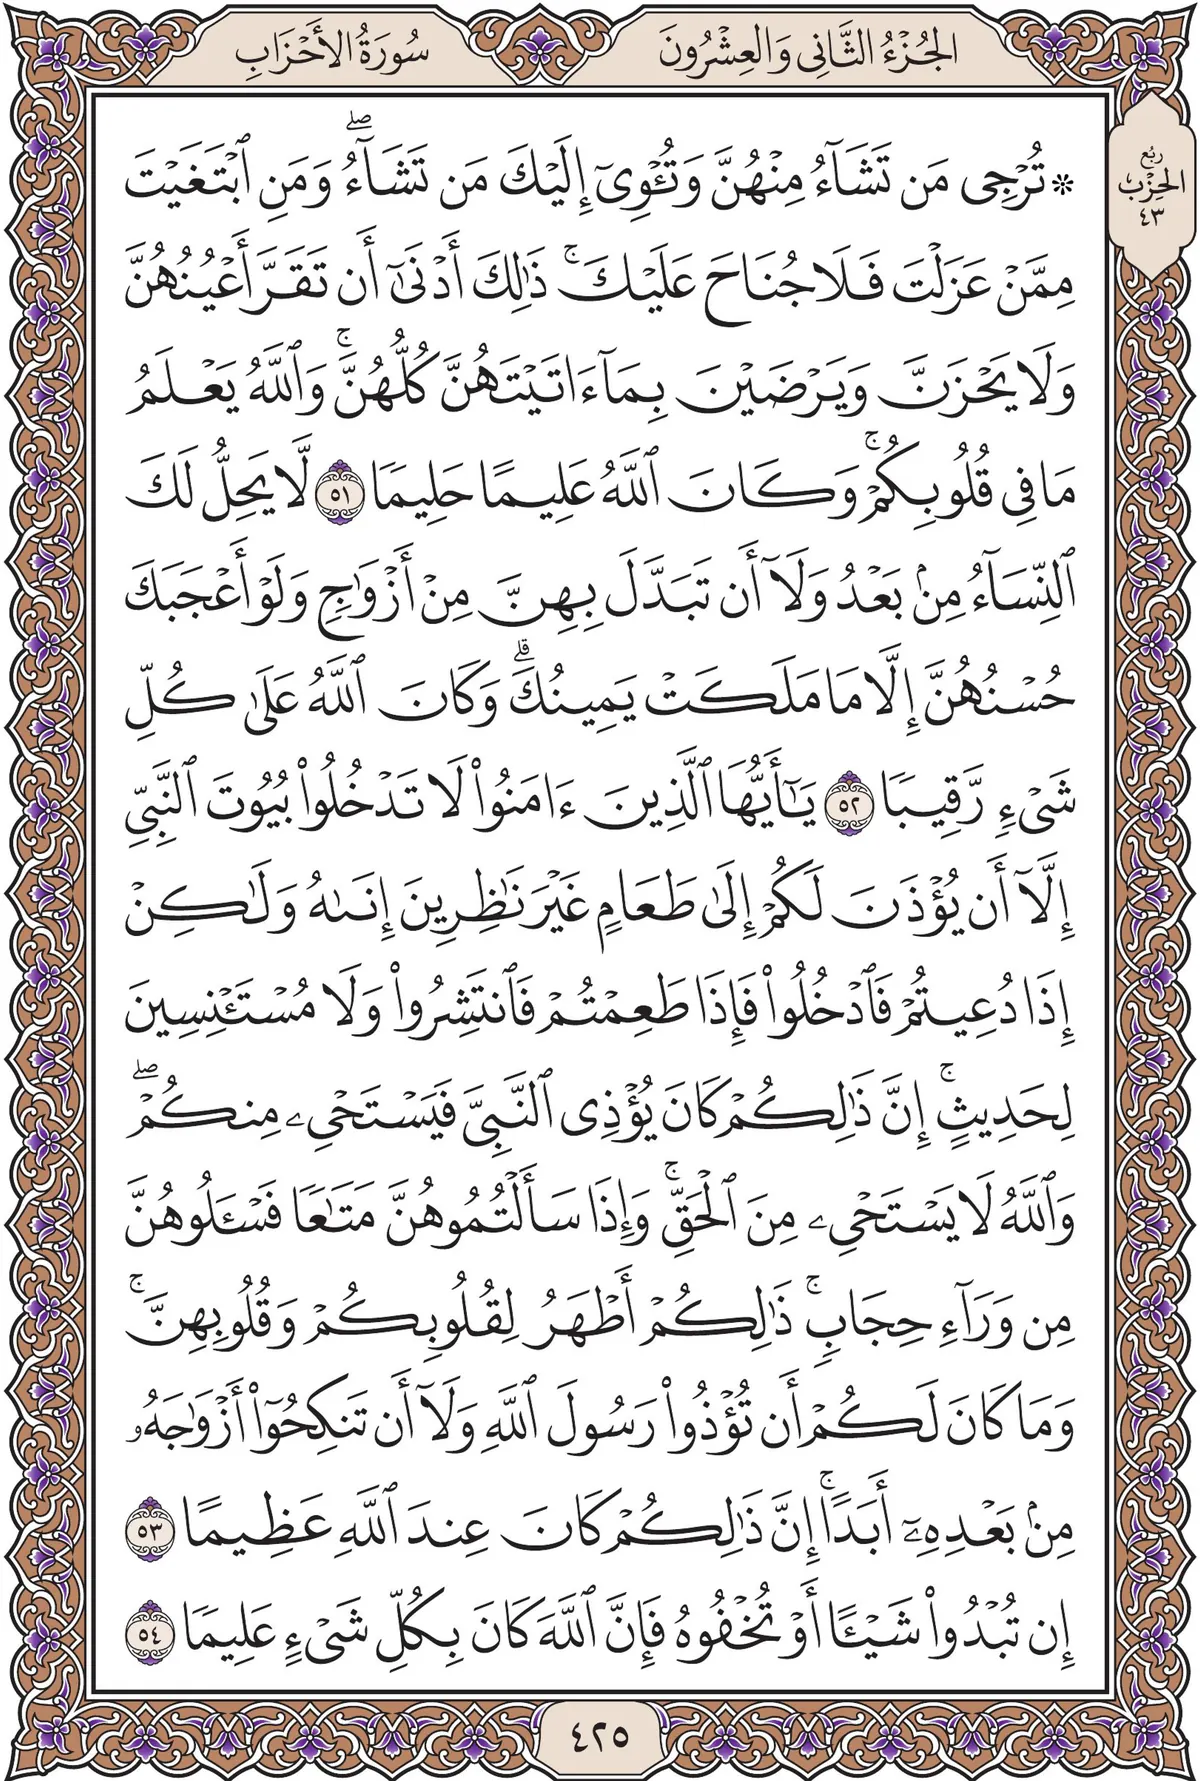 الجُزْءُ الثَّانِي وَالعِشْرُونَ
سُورَةُ الأَحْزَابِ
رُبُع
الحِزْب
٤٣
۞ تُرْجِى مَن تَشَآءُ مِنْهُنَّ وَتُـْٔوِىٓ إِلَيْكَ مَن تَشَآءُۖ وَمَنِ ٱبْتَغَيْتَ
مِمَّنْ عَزَلْتَ فَلَا جُنَاحَ عَلَيْكَۚ ذَٰلِكَ أَدْنَىٰٓ أَن تَقَرَّ أَعْيُنُهُنَّ
وَلَا يَحْزَنَّ وَيَرْضَيْنَ بِمَآ ءَاتَيْتَهُنَّ كُلُّهُنَّۚ وَٱللَّهُ يَعْلَمُ
مَا فِى قُلُوبِكُمْۚ وَكَانَ ٱللَّهُ عَلِيمًا حَلِيمًا ٥١ لَّا يَحِلُّ لَكَ
ٱلنِّسَآءُ مِنۢ بَعْدُ وَلَآ أَن تَبَدَّلَ بِهِنَّ مِنْ أَزْوَٰجٍ وَلَوْ أَعْجَبَكَ
حُسْنُهُنَّ إِلَّا مَا مَلَكَتْ يَمِينُكَۗ وَكَانَ ٱللَّهُ عَلَىٰ كُلِّ
شَىْءٍ رَّقِيبًا ٥٢ يَـٰٓأَيُّهَا ٱلَّذِينَ ءَامَنُوا۟ لَا تَدْخُلُوا۟ بُيُوتَ ٱلنَّبِىِّ
إِلَّآ أَن يُؤْذَنَ لَكُمْ إِلَىٰ طَعَامٍ غَيْرَ نَـٰظِرِينَ إِنَىٰهُ وَلَـٰكِنْ
إِذَا دُعِيتُمْ فَٱدْخُلُوا۟ فَإِذَا طَعِمْتُمْ فَٱنتَشِرُوا۟ وَلَا مُسْتَـْٔنِسِينَ
لِحَدِيثٍۚ إِنَّ ذَٰلِكُمْ كَانَ يُؤْذِى ٱلنَّبِىَّ فَيَسْتَحْىِۦ مِنكُمْۖ
وَٱللَّهُ لَا يَسْتَحْىِۦ مِنَ ٱلْحَقِّۚ وَإِذَا سَأَلْتُمُوهُنَّ مَتَـٰعًا فَسْـَٔلُوهُنَّ
مِن وَرَآءِ حِجَابٍۚ ذَٰلِكُمْ أَطْهَرُ لِقُلُوبِكُمْ وَقُلُوبِهِنَّۚ
وَمَا كَانَ لَكُمْ أَن تُؤْذُوا۟ رَسُولَ ٱللَّهِ وَلَآ أَن تَنكِحُوٓا۟ أَزْوَٰجَهُۥ
مِنۢ بَعْدِهِۦٓ أَبَدًاۚ إِنَّ ذَٰلِكُمْ كَانَ عِندَ ٱللَّهِ عَظِيمًا ٥٣
إِن تُبْدُوا۟ شَيْـًٔا أَوْ تُخْفُوهُ فَإِنَّ ٱللَّهَ كَانَ بِكُلِّ شَىْءٍ عَلِيمًا ٥٤
٤٢٥